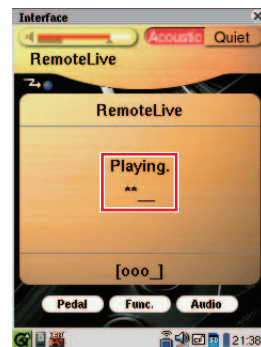 Interface
Acoustic Quiet
RemoteLive
RemoteLive
Playing.
**__
[ooo_]
Pedal Func. Audio
21:38